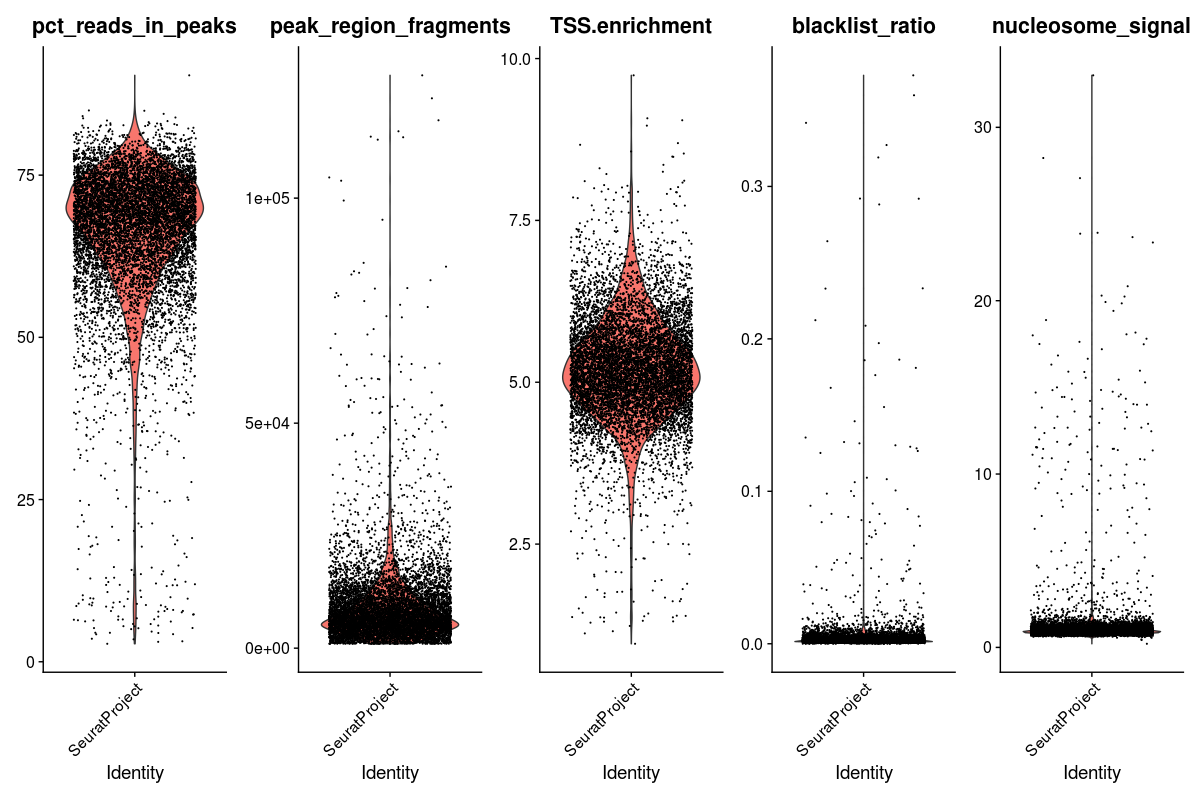 pct_reads_in_peaks
75
50
25
0
SeuratProject
Identity
peak_region_fragments
1e+05
5e+04
0e+00
SeuratProject
Identity
TSS.enrichment
10.0
7.5
5.0
2.5
SeuratProject
Identity
blacklist_ratio
0.3
0.2
0.1
0.0
SeuratProject
Identity
nucleosome_signal
30
20
10
0
SeuratProject
Identity